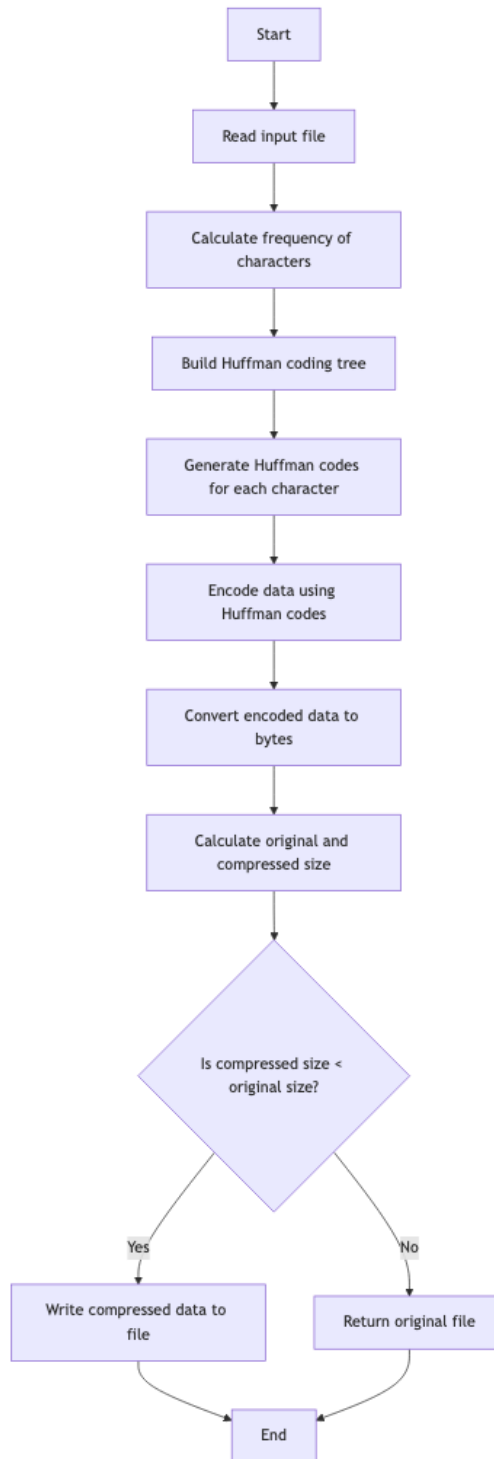 Start
Read input file
Calculate frequency of
characters
Build Huffman coding tree
Generate Huffman codes
for each character
Encode data using
Huffman codes
Convert encoded data to
bytes
Calculate original and
compressed size
Is compressed size <
original size?
Yes
No
Write compressed data to
file
Return original file
End